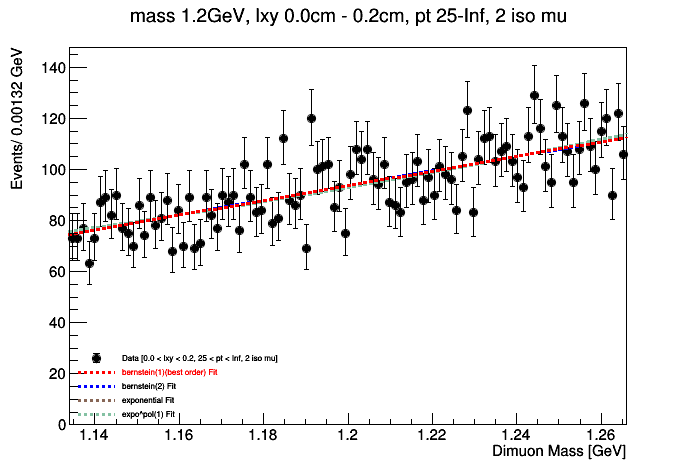 mass 1.2GeV, lxy 0.0cm - 0.2cm, pt 25-Inf, 2 iso mu
Events/ 0.00132 GeV
140
120
100
80
60
40
20
0
Data [0.0 < lxy < 0.2, 25 < pt < Inf, 2 iso mu]
bernstein(1)(best order) Fit
bernstein(2) Fit
exponential Fit
expo^pol(1) Fit
1.14 1.16 1.18 1.2 1.22 1.24 1.26
Dimuon Mass [GeV]